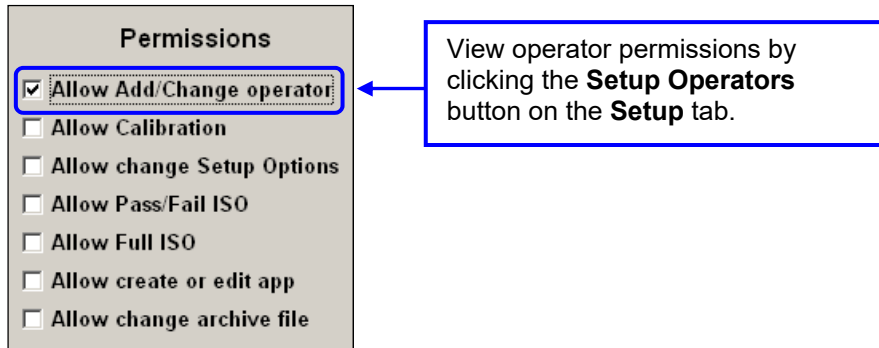 Permissions
Allow Add/Change operator
Allow Calibration
Allow change Setup Options
Allow Pass/Fail ISO
Allow Full ISO
Allow create or edit app
Allow change archive file
View operator permissions by
clicking the Setup Operators
button on the Setup tab.